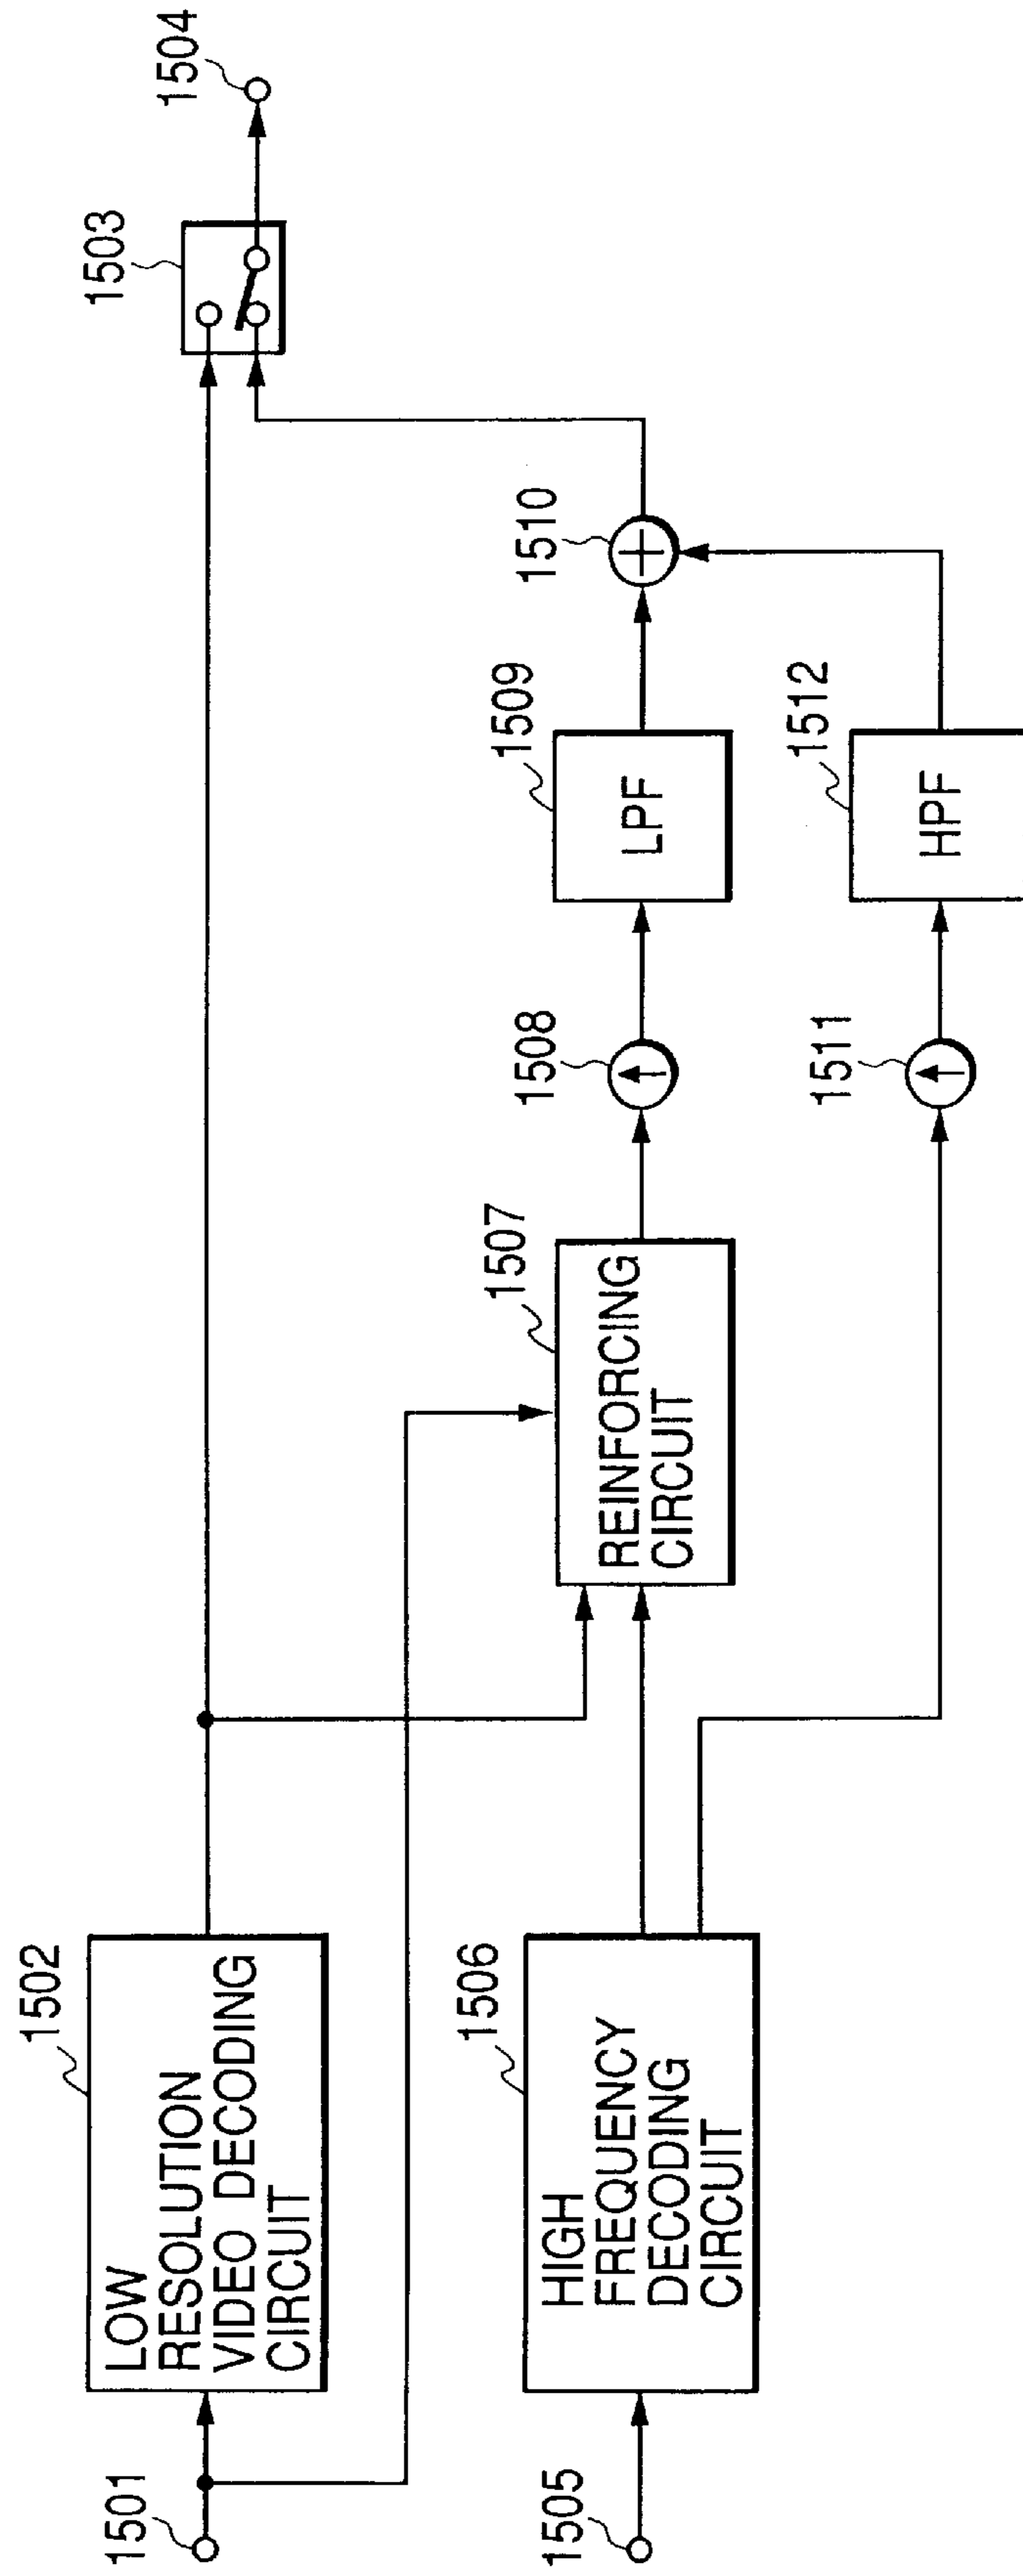 1501
LOW
RESOLUTION
VIDEO DECODING
CIRCUIT
1502
1503
1504
1505
HIGH
FREQUENCY
DECODING
CIRCUIT
1506
REINFORCING
CIRCUIT
1507
1508
LPF
1509
1510
1511
HPF
1512